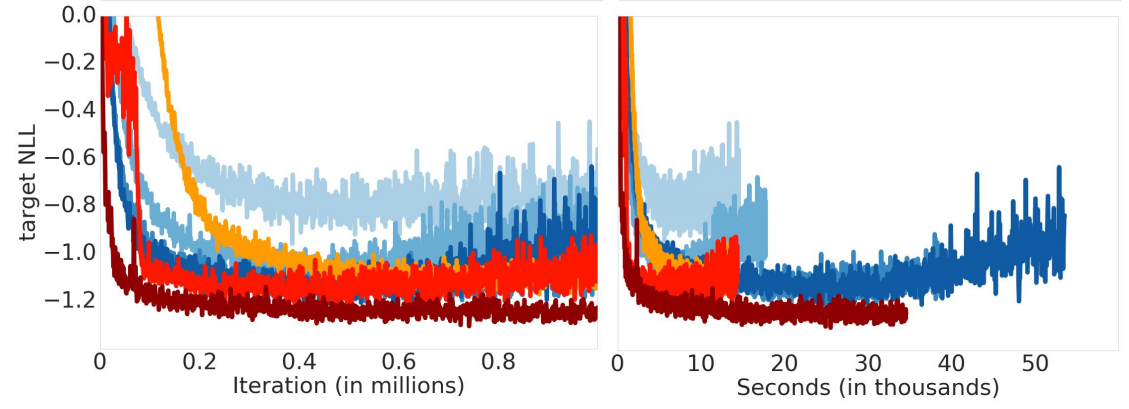 0.0
−0.2
−0.4
−0.6
−0.8
−1.0
−1.2
target NLL
0 0.2 0.4 0.6 0.8
Iteration (in millions)
0 10 20 30 40 50
Seconds (in thousands)